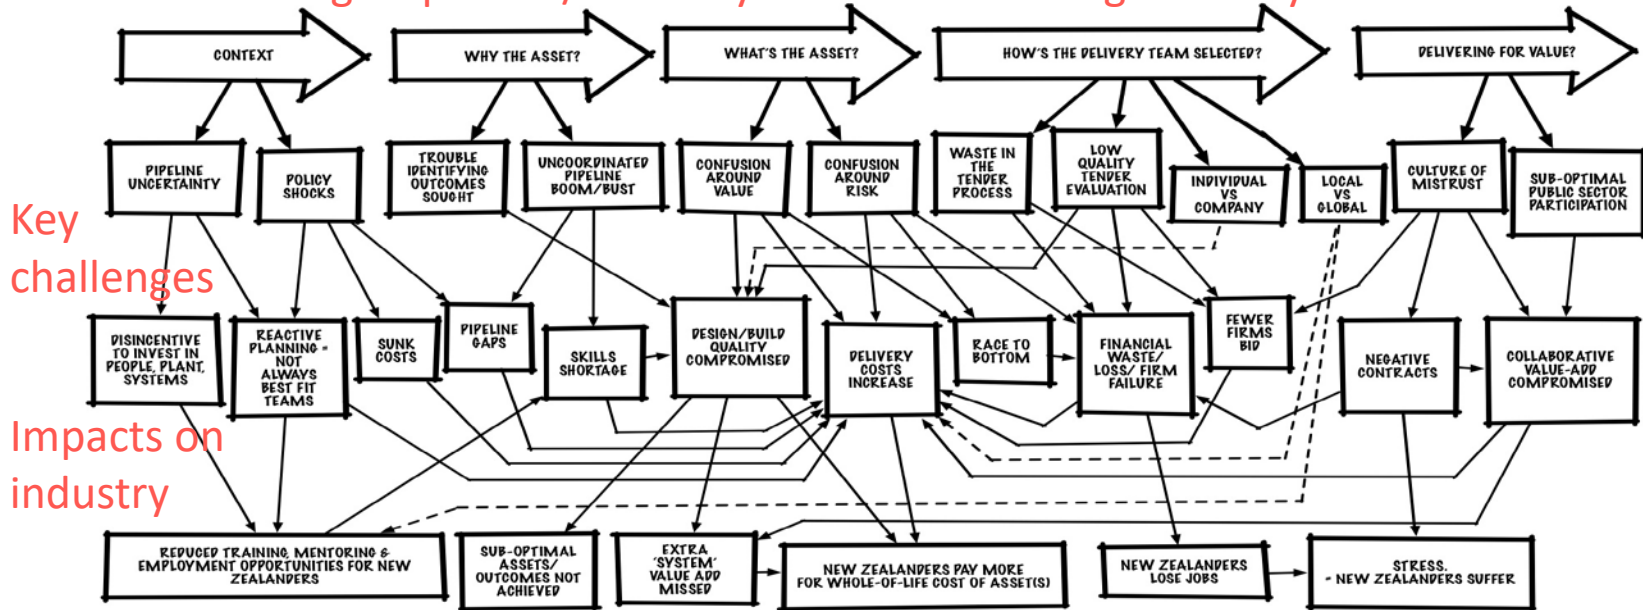 CONTEXT
WHY THE ASSET?
WHAT'S THE ASSET?
HOW'S THE DELIVERY TEAM SELECTED?
DELIVERING FOR VALUE?
PIPELINE
UNCERTAINTY
POLICY
SHOCKS
TROUBLE
IDENTIFYING
OUTCOMES
SOUGHT
UNCOORDINATED
PIPELINE
BOOM/BUST
CONFUSION
AROUND
VALUE
CONFUSION
AROUND
RISK
WASTE IN
THE
TENDER
PROCESS
LOW
QUALITY
TENDER
EVALUATION
INDIVIDUAL
VS
COMPANY
LOCAL
VS
GLOBAL
CULTURE OF
MISTRUST
SUB-OPTIMAL
PUBLIC SECTOR
PARTICIPATION
Key
challenges
DISINCENTIVE
TO INVEST IN
PEOPLE, PLANT,
SYSTEMS
REACTIVE
PLANNING =
NOT
ALWAYS
BEST FIT
TEAMS
SUNK
COSTS
PIPELINE
GAPS
SKILLS
SHORTAGE
DESIGN/BUILD
QUALITY
COMPROMISED
DELIVERY
COSTS
INCREASE
RACE TO
BOTTOM
FINANCIAL
WASTE/
LOSS/ FIRM
FAILURE
FEWER
FIRMS
BID
NEGATIVE
CONTRACTS
COLLABORATIVE
VALUE-ADD
COMPROMISED
Impacts on
industry
REDUCED TRAINING, MENTORING &
EMPLOYMENT OPPORTUNITIES FOR NEW
ZEALANDERS
SUB-OPTIMAL
ASSETS/
OUTCOMES NOT
ACHIEVED
EXTRA
'SYSTEM'
VALUE ADD
MISSED
NEW ZEALANDERS PAY MORE
FOR WHOLE-OF-LIFE COST OF ASSET(S)
NEW ZEALANDERS
LOSE JOBS
STRESS.
- NEW ZEALANDERS SUFFER